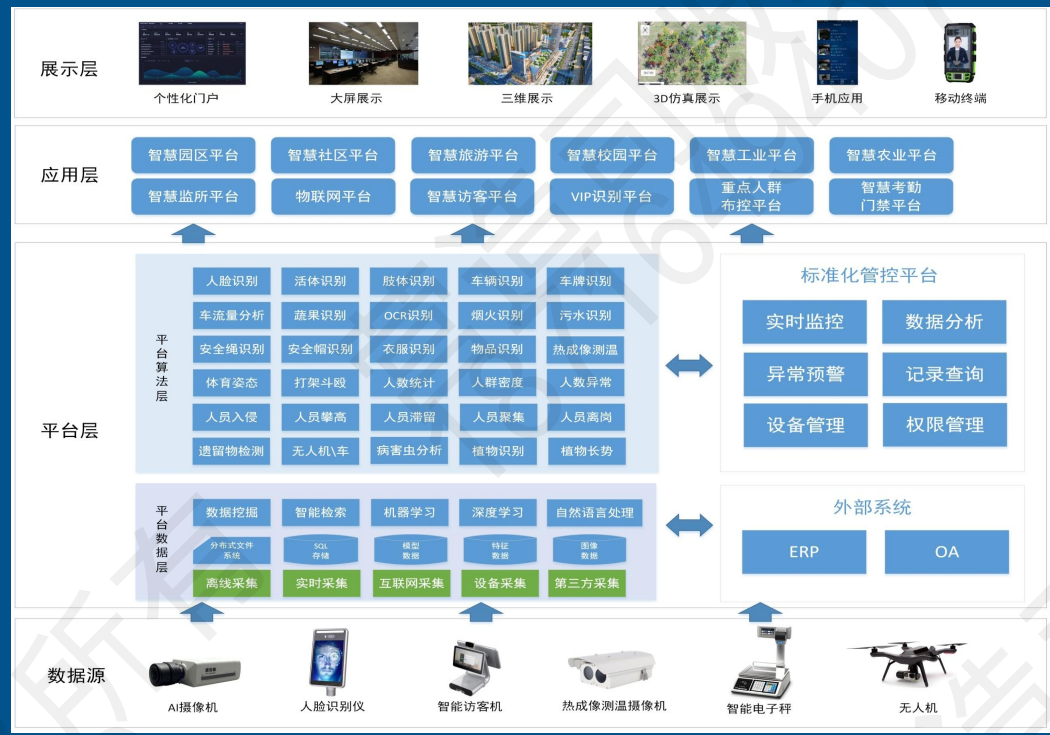 展示层
个性化门户
大屏展示
三维展示
3D仿真展示
手机应用
移动终端
应用层
智慧园区平台
智慧社区平台
智慧旅游平台
智慧校园平台
智慧工业平台
智慧农业平台
智慧监所平台
物联网平台
智慧访客平台
VIP识别平台
重点人群
布控平台
智慧考勤
门禁平台
平台层
平台算法层
人脸识别
活体识别
肢体识别
车辆识别
车牌识别
车流量分析
蔬果识别
OCR识别
烟火识别
污水识别
安全绳识别
安全帽识别
衣服识别
物品识别
热成像测温
体育姿态
打架斗殴
人数统计
人群密度
人数异常
人员入侵
人员攀高
人员滞留
人员聚集
人员离岗
遗留物检测
无人机\车
病害虫分析
植物识别
植物长势
标准化管控平台
实时监控
数据分析
异常预警
记录查询
设备管理
权限管理
平台数据层
数据挖掘
智能检索
机器学习
深度学习
自然语言处理
分布式文件
系统
SQL
存储
模型
数据
特征
数据
图像
数据
离线采集
实时采集
互联网采集
设备采集
第三方采集
外部系统
ERP
OA
数据源
AI摄像机
人脸识别仪
智能访客机
热成像测温摄像机
智能电子秤
无人机
所有